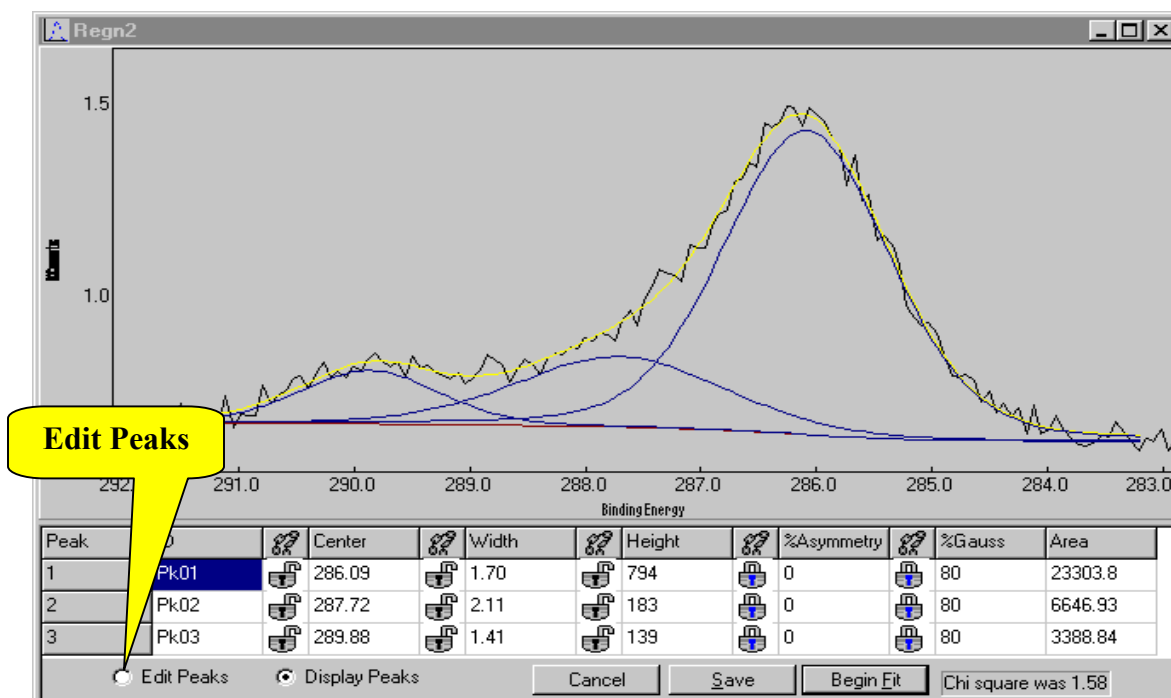 Regn2
1.5
1.0
Edit Peaks
292 291.0 290.0 289.0 288.0 287.0 286.0 285.0 284.0 283.0
Binding Energy
Peak Center Width Height %Asymmetry %Gauss Area
1 Pk01 286.09 1.70 794 0 80 23303.8
2 Pk02 287.72 2.11 183 0 80 6646.93
3 Pk03 289.88 1.41 139 0 80 3388.84
Edit Peaks Display Peaks Cancel Save Begin Fit Chi square was 1.58